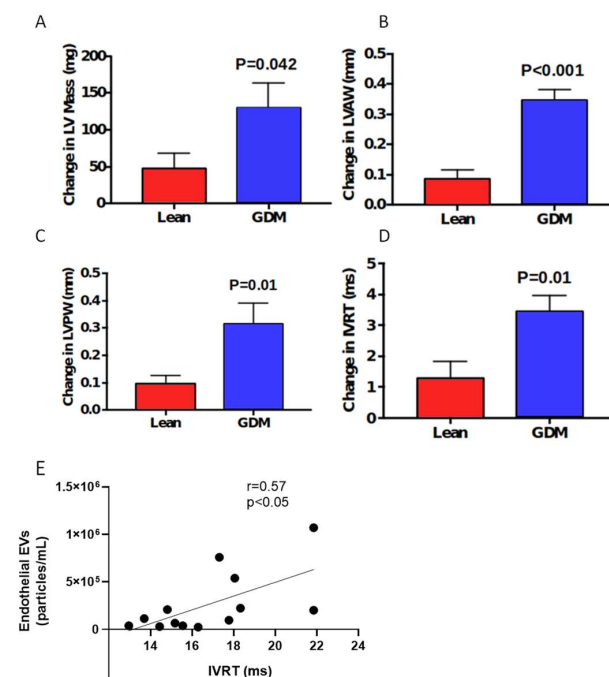 A
Change in LV Mass (mg)
200
150
100
50
0
P=0.042
Lean GDM
B
Change in LVAW (mm)
0.5
0.4
0.3
0.2
0.1
0.0
P<0.001
Lean GDM
C
Change in LVPW (mm)
0.5
0.4
0.3
0.2
0.1
0.0
P=0.01
Lean GDM
D
Change in IVRT (ms)
5
4
3
2
1
0
P=0.01
Lean GDM
E
Endothelial EVs
(particles/mL)
1.5×10⁶
1×10⁶
5×10⁵
0
r=0.57
p<0.05
14 16 18 20 22 24
IVRT (ms)